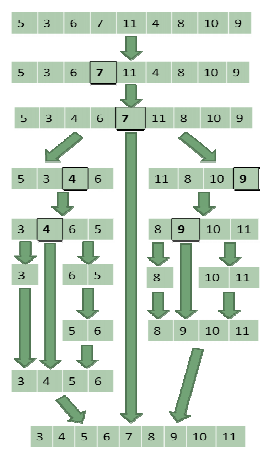 5 3 6 7 11 4 8 10 9
5 3 6 7 11 4 8 10 9
5 3 4 6 7 11 8 10 9
5 3 4 6 11 8 10 9
3 4 6 5 8 9 10 11
3 6 5 8 10 11
5 6 8 9 10 11
3 4 5 6
3 4 5 6 7 8 9 10 11